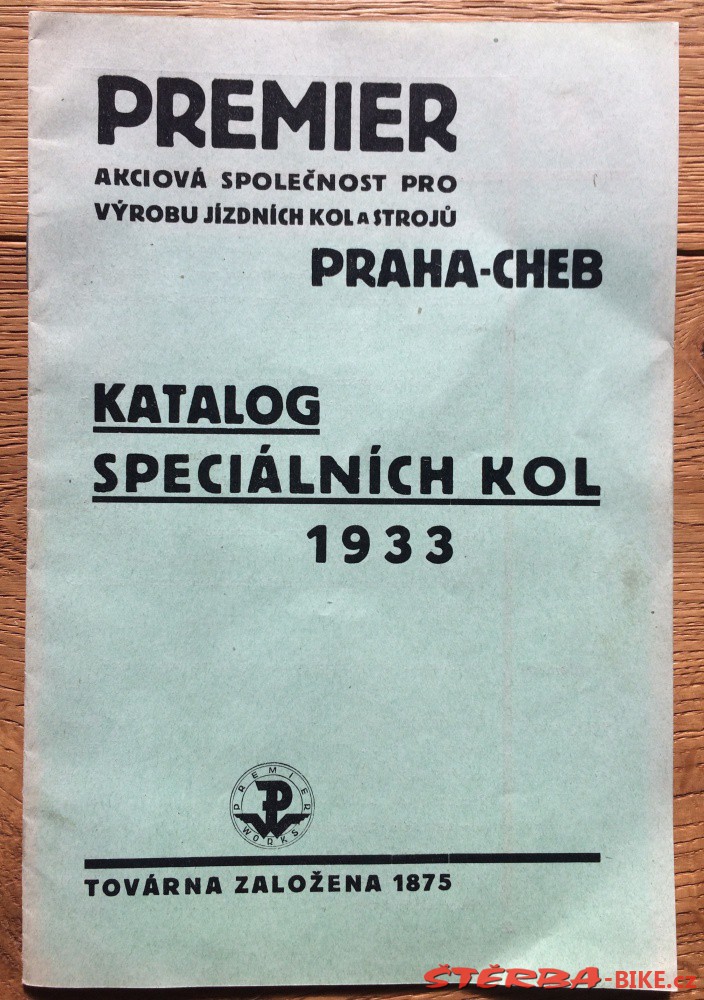 PREMIER
AKCIOVÁ SPOLEČNOST PRO
VÝROBU JÍZDNÍCH KOL A STROJŮ
PRAHA-CHEB
KATALOG
SPECIÁLNÍCH KOL
1933
PREMIER
PW
WORKS
TOVÁRNA ZALOŽENA 1875
ŠTĚRBA-BIKE.cz